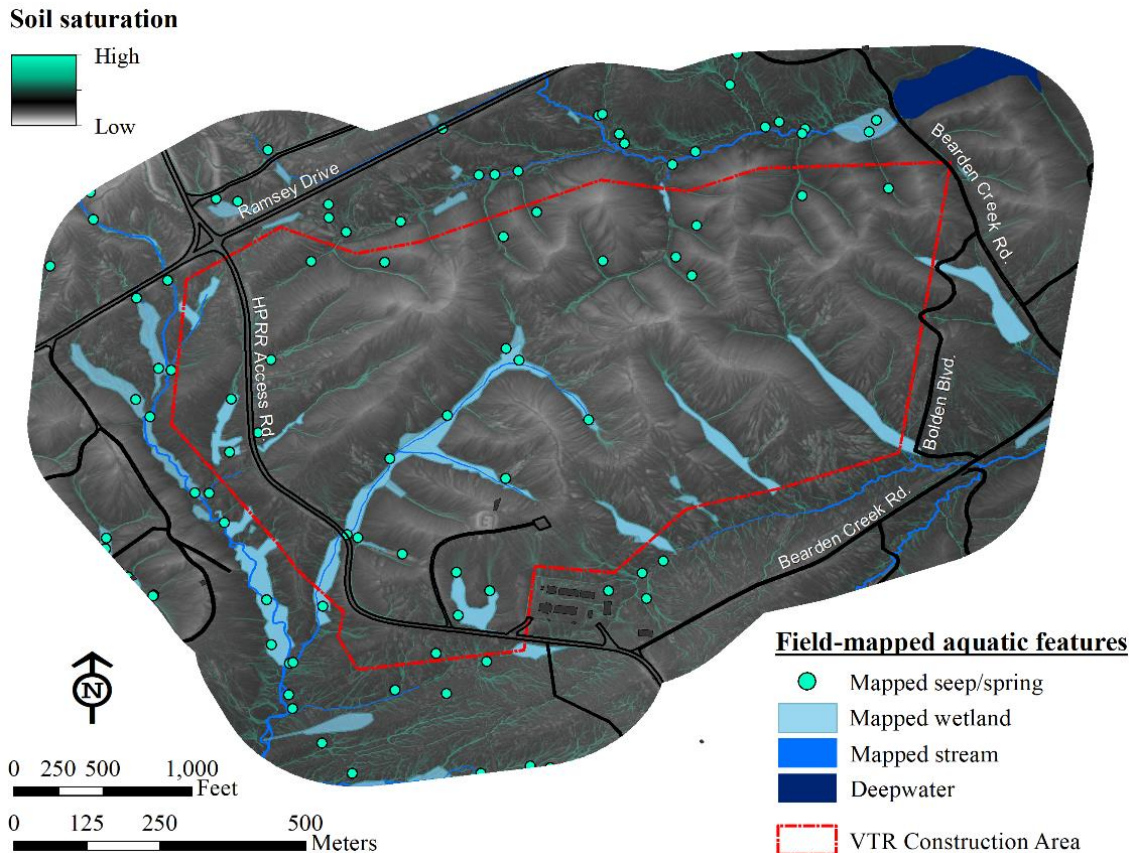 Soil saturation
High
Low
Ramsey Drive
Bearden Creek Rd.
HPRR Access Rd.
Bolden Blvd.
Bearden Creek Rd.
N
0 250 500 1,000
Feet
0 125 250 500
Meters
Field-mapped aquatic features
Mapped seep/spring
Mapped wetland
Mapped stream
Deepwater
VTR Construction Area